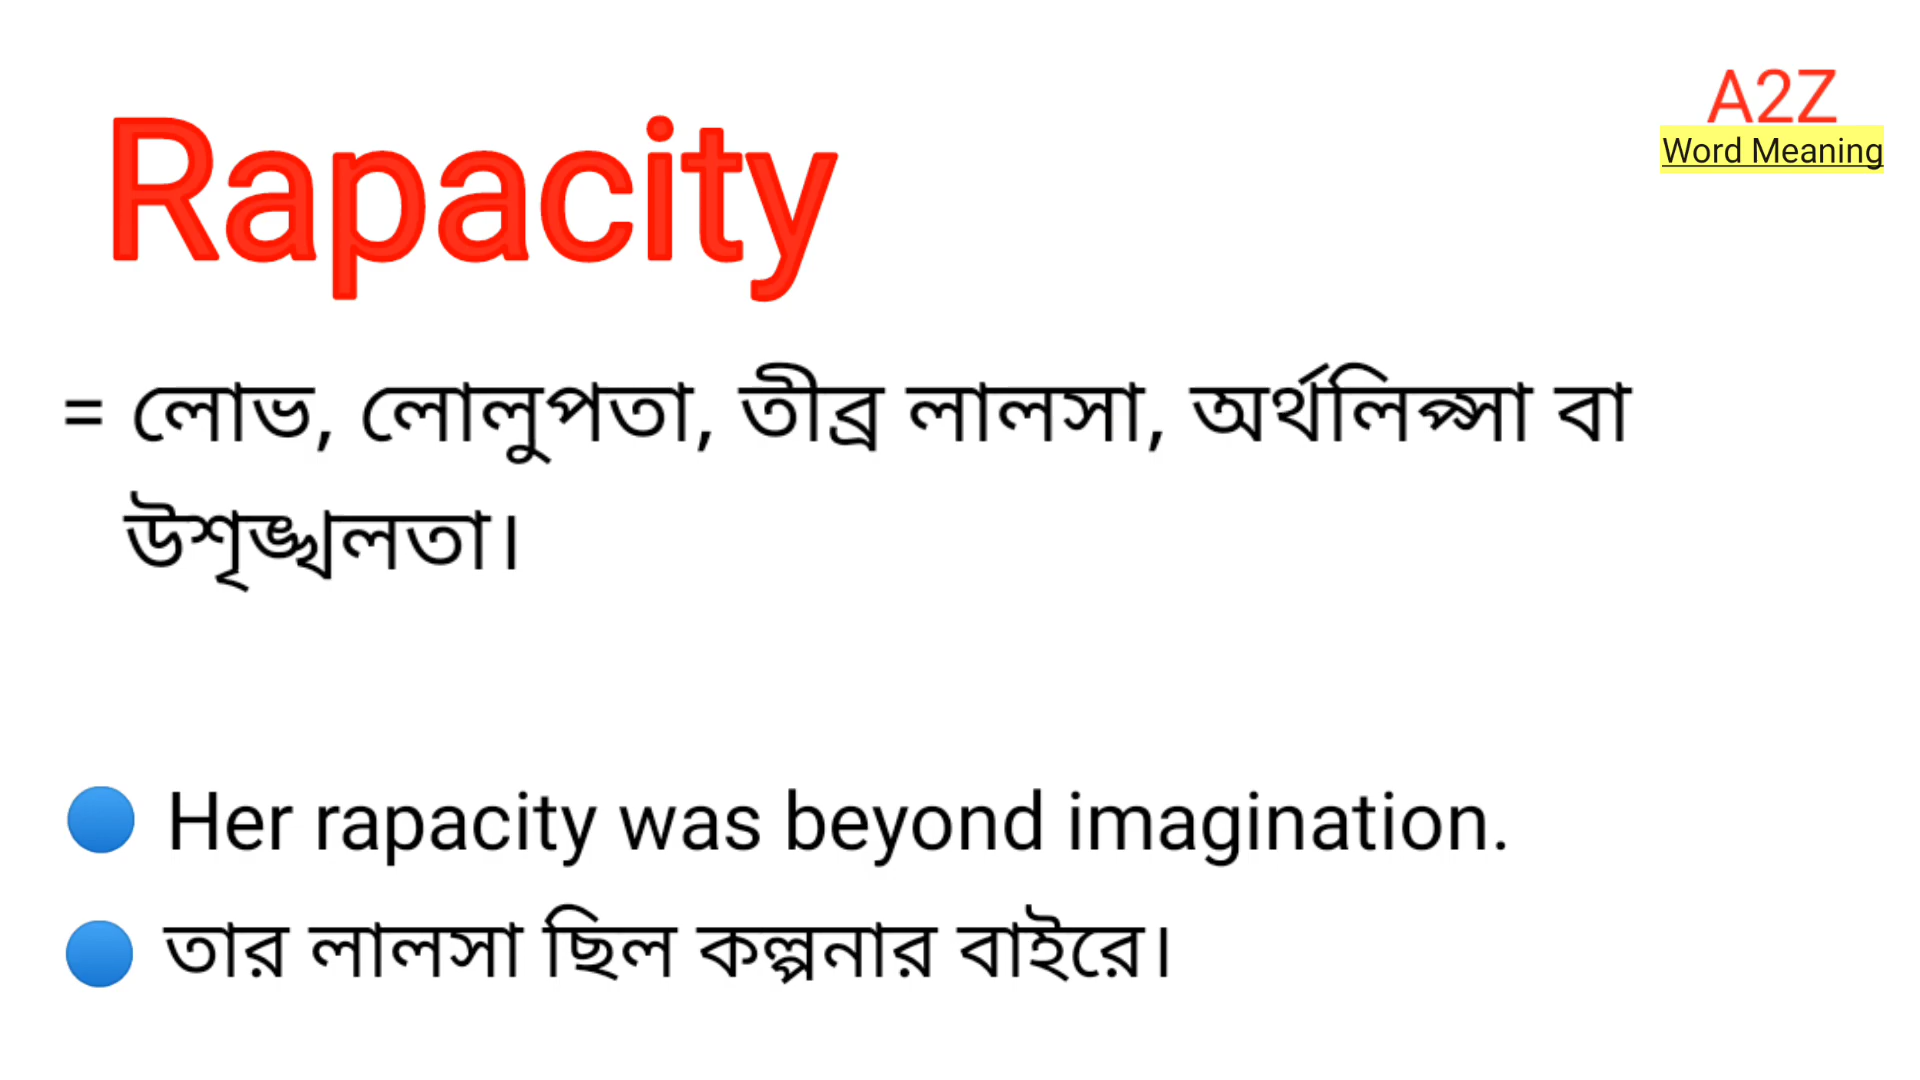 A2Z
Word Meaning
Rapacity
= লোভ, লোলুপতা, তীব্র লালসা, অর্থলিপ্সা বা
উশৃঙ্খলতা।
Her rapacity was beyond imagination.
তার লালসা ছিল কল্পনার বাইরে।